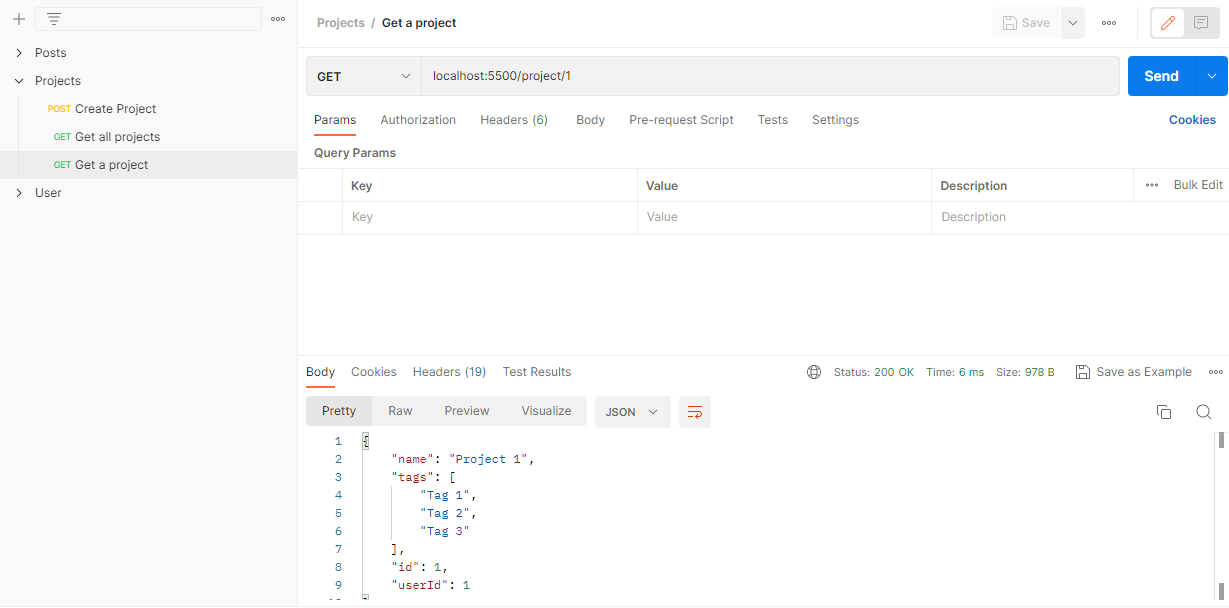 Projects / Get a project
Save
Posts
Projects
POST Create Project
GET Get all projects
GET Get a project
User
GET
localhost:5500/project/1
Send
Params Authorization Headers (6) Body Pre-request Script Tests Settings Cookies
Query Params
Key Value Description Bulk Edit
Key Value Description
Body Cookies Headers (19) Test Results Status: 200 OK Time: 6 ms Size: 978 B Save as Example
Pretty Raw Preview Visualize JSON
1 {
2 "name": "Project 1",
3 "tags": [
4 "Tag 1",
5 "Tag 2",
6 "Tag 3"
7 ],
8 "id": 1,
9 "userId": 1